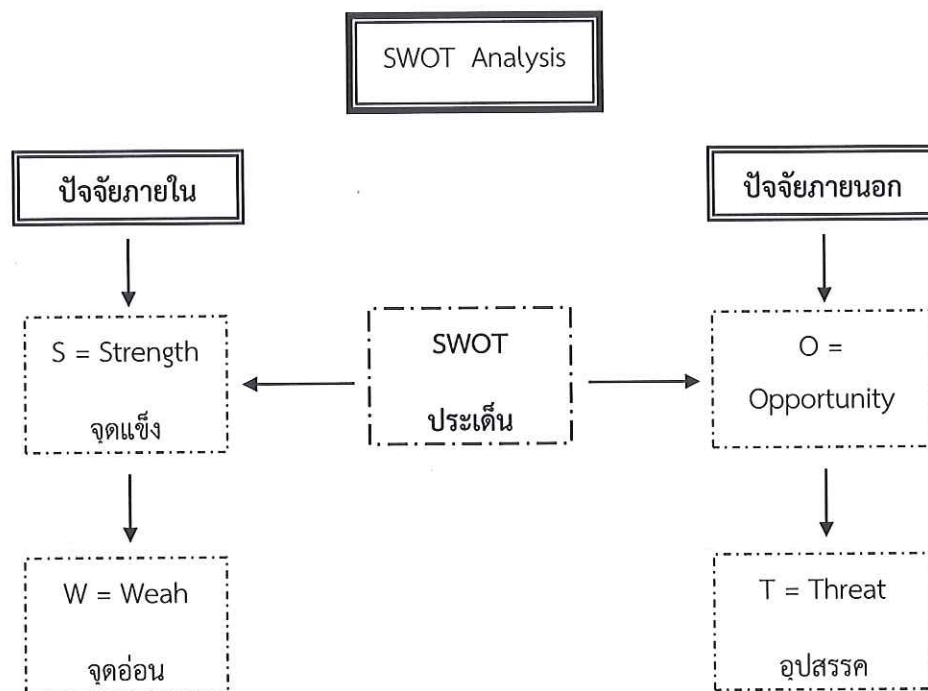 SWOT Analysis
ปัจจัยภายใน
ปัจจัยภายนอก
S = Strength
จุดแข็ง
SWOT
ประเด็น
O =
Opportunity
W = Weah
จุดอ่อน
T = Threat
อุปสรรค